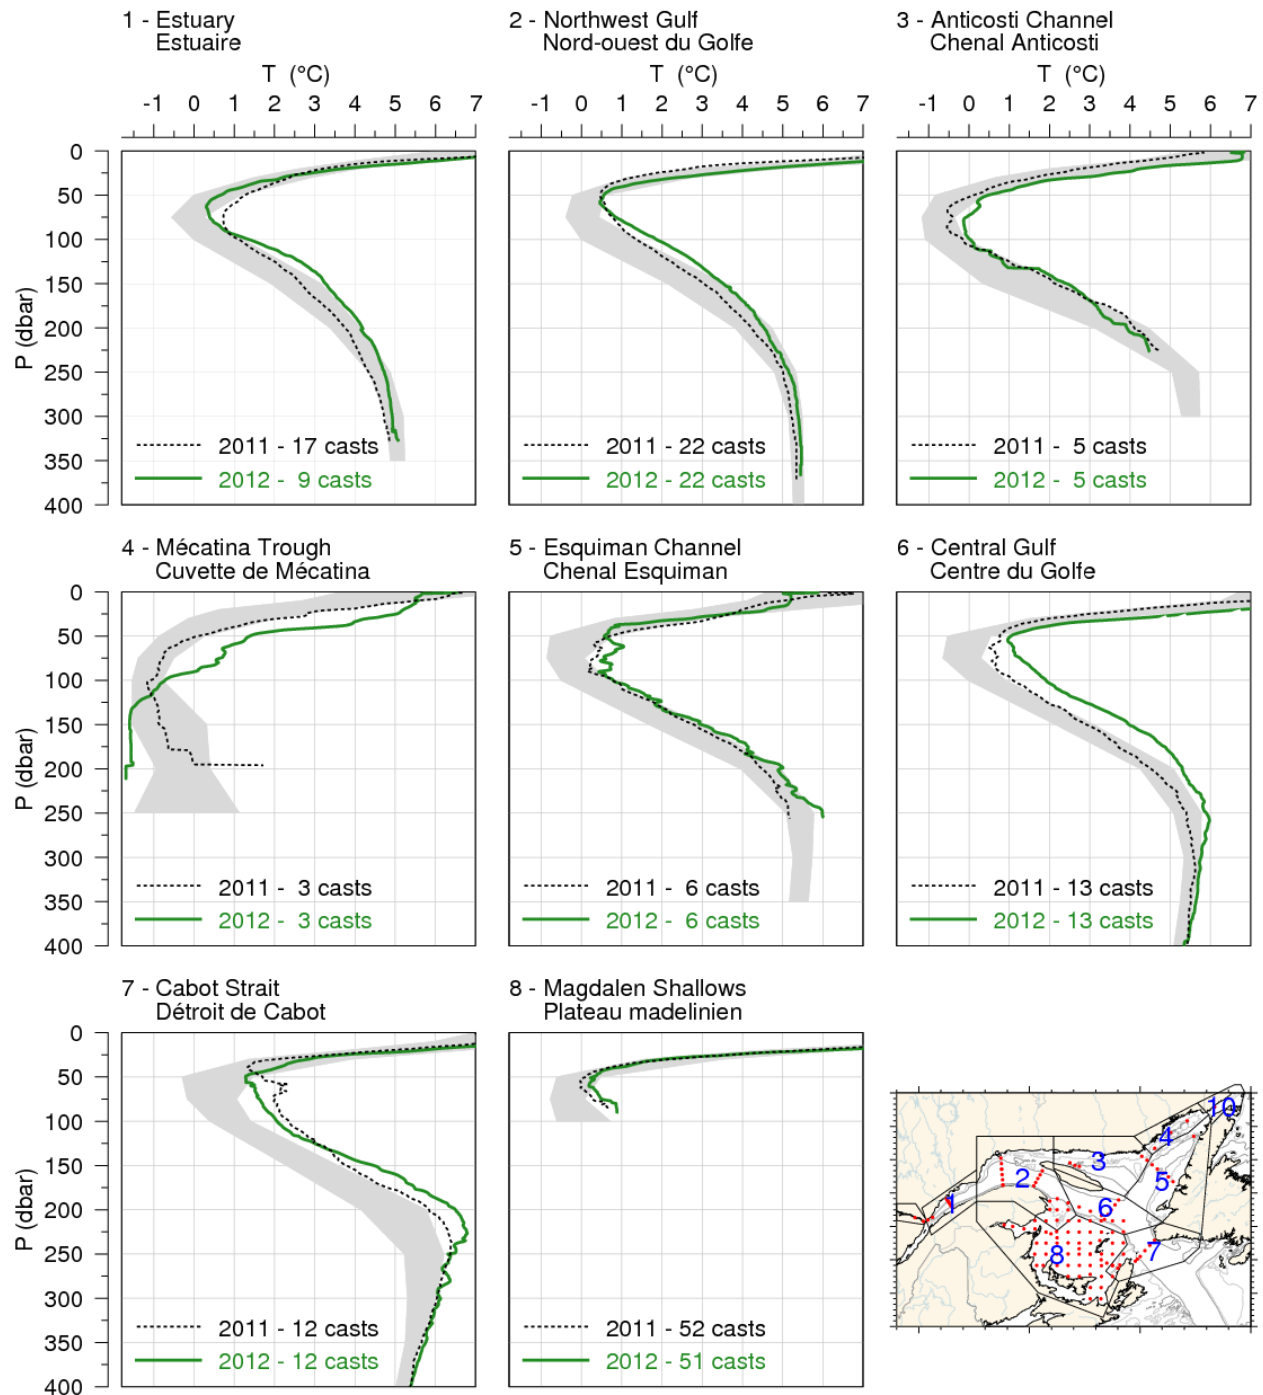 1 - Estuary
Estuaire
2 - Northwest Gulf
Nord-ouest du Golfe
3 - Anticosti Channel
Chenal Anticosti
T (°C)
T (°C)
T (°C)
-1 0 1 2 3 4 5 6 7
-1 0 1 2 3 4 5 6 7
-1 0 1 2 3 4 5 6 7
P (dbar)
0
50
100
150
200
250
300
350
400
2011 - 17 casts
2012 - 9 casts
2011 - 22 casts
2012 - 22 casts
2011 - 5 casts
2012 - 5 casts
4 - Mécatina Trough
Cuvette de Mécatina
5 - Esquiman Channel
Chenal Esquiman
6 - Central Gulf
Centre du Golfe
P (dbar)
0
50
100
150
200
250
300
350
400
2011 - 3 casts
2012 - 3 casts
2011 - 6 casts
2012 - 6 casts
2011 - 13 casts
2012 - 13 casts
7 - Cabot Strait
Détroit de Cabot
8 - Magdalen Shallows
Plateau madelinien
P (dbar)
0
50
100
150
200
250
300
350
400
2011 - 12 casts
2012 - 12 casts
2011 - 52 casts
2012 - 51 casts
10
4
3
2
5
1
6
8
7